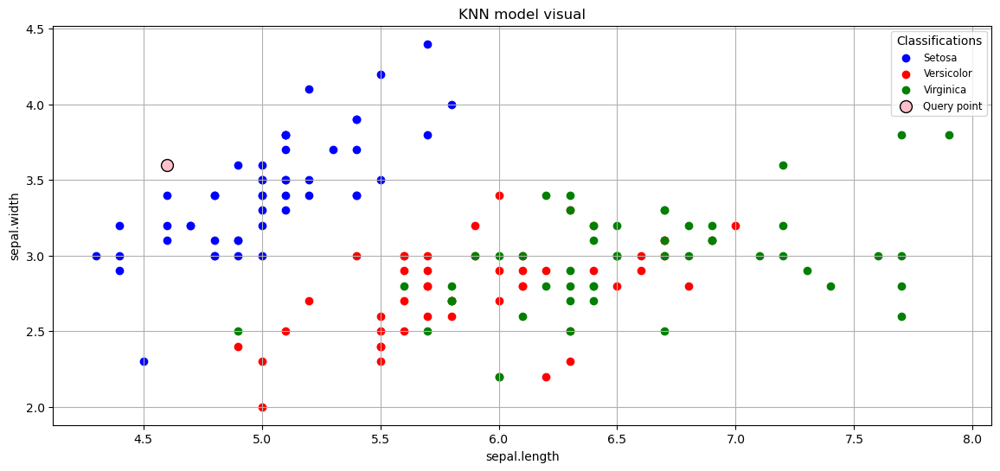 KNN model visual
4.5
4.0
3.5
3.0
2.5
2.0
sepal.width
4.5
5.0
5.5
6.0
6.5
7.0
7.5
8.0
sepal.length
Classifications
Setosa
Versicolor
Virginica
Query point